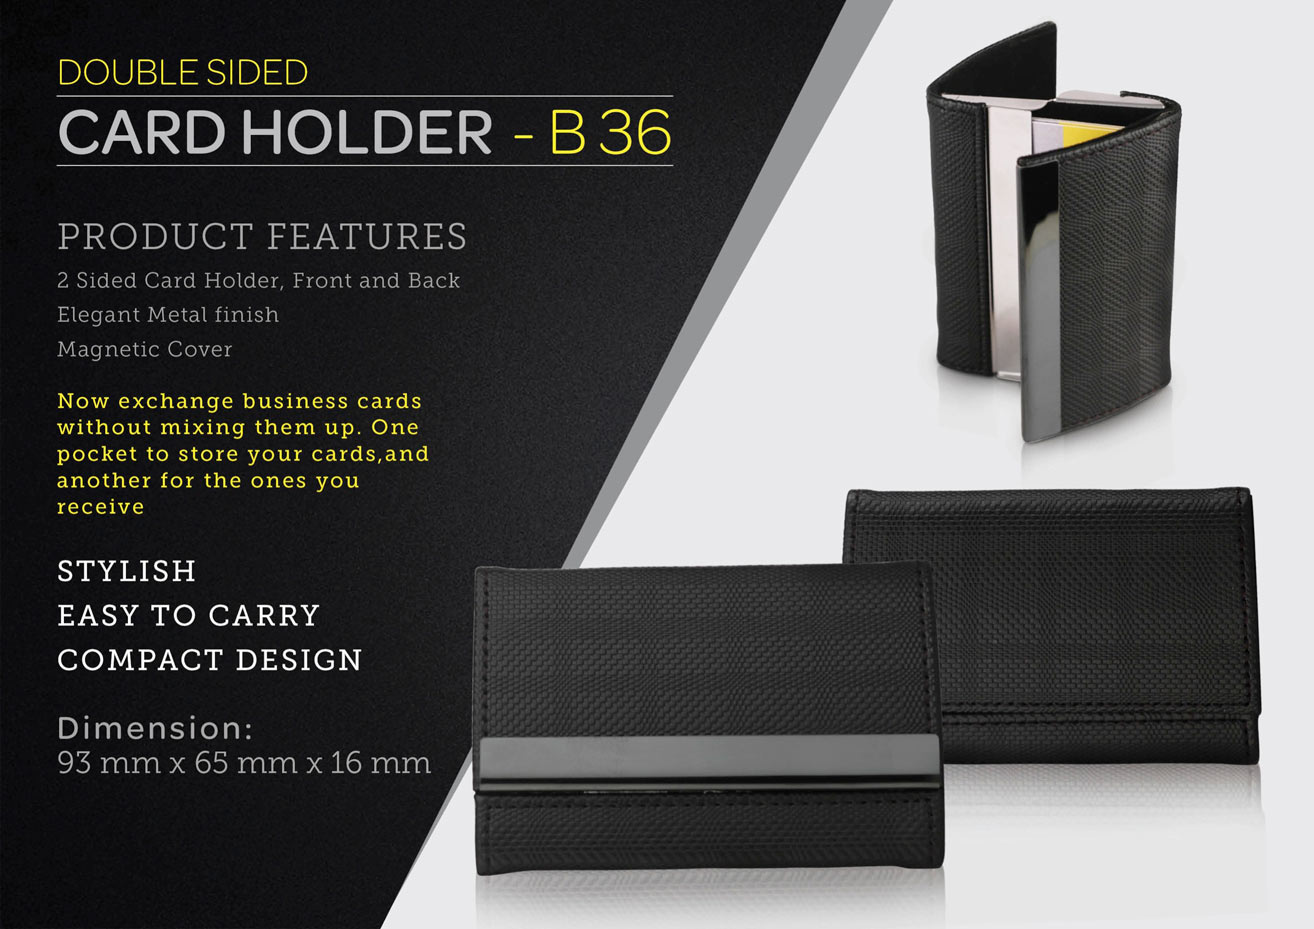 DOUBLE SIDED
CARD HOLDER - B 36
PRODUCT FEATURES
2 Sided Card Holder, Front and Back
Elegant Metal finish
Magnetic Cover
Now exchange business cards
without mixing them up. One
pocket to store your cards,and
another for the ones you
receive
STYLISH
EASY TO CARRY
COMPACT DESIGN
Dimension:
93 mm x 65 mm x 16 mm